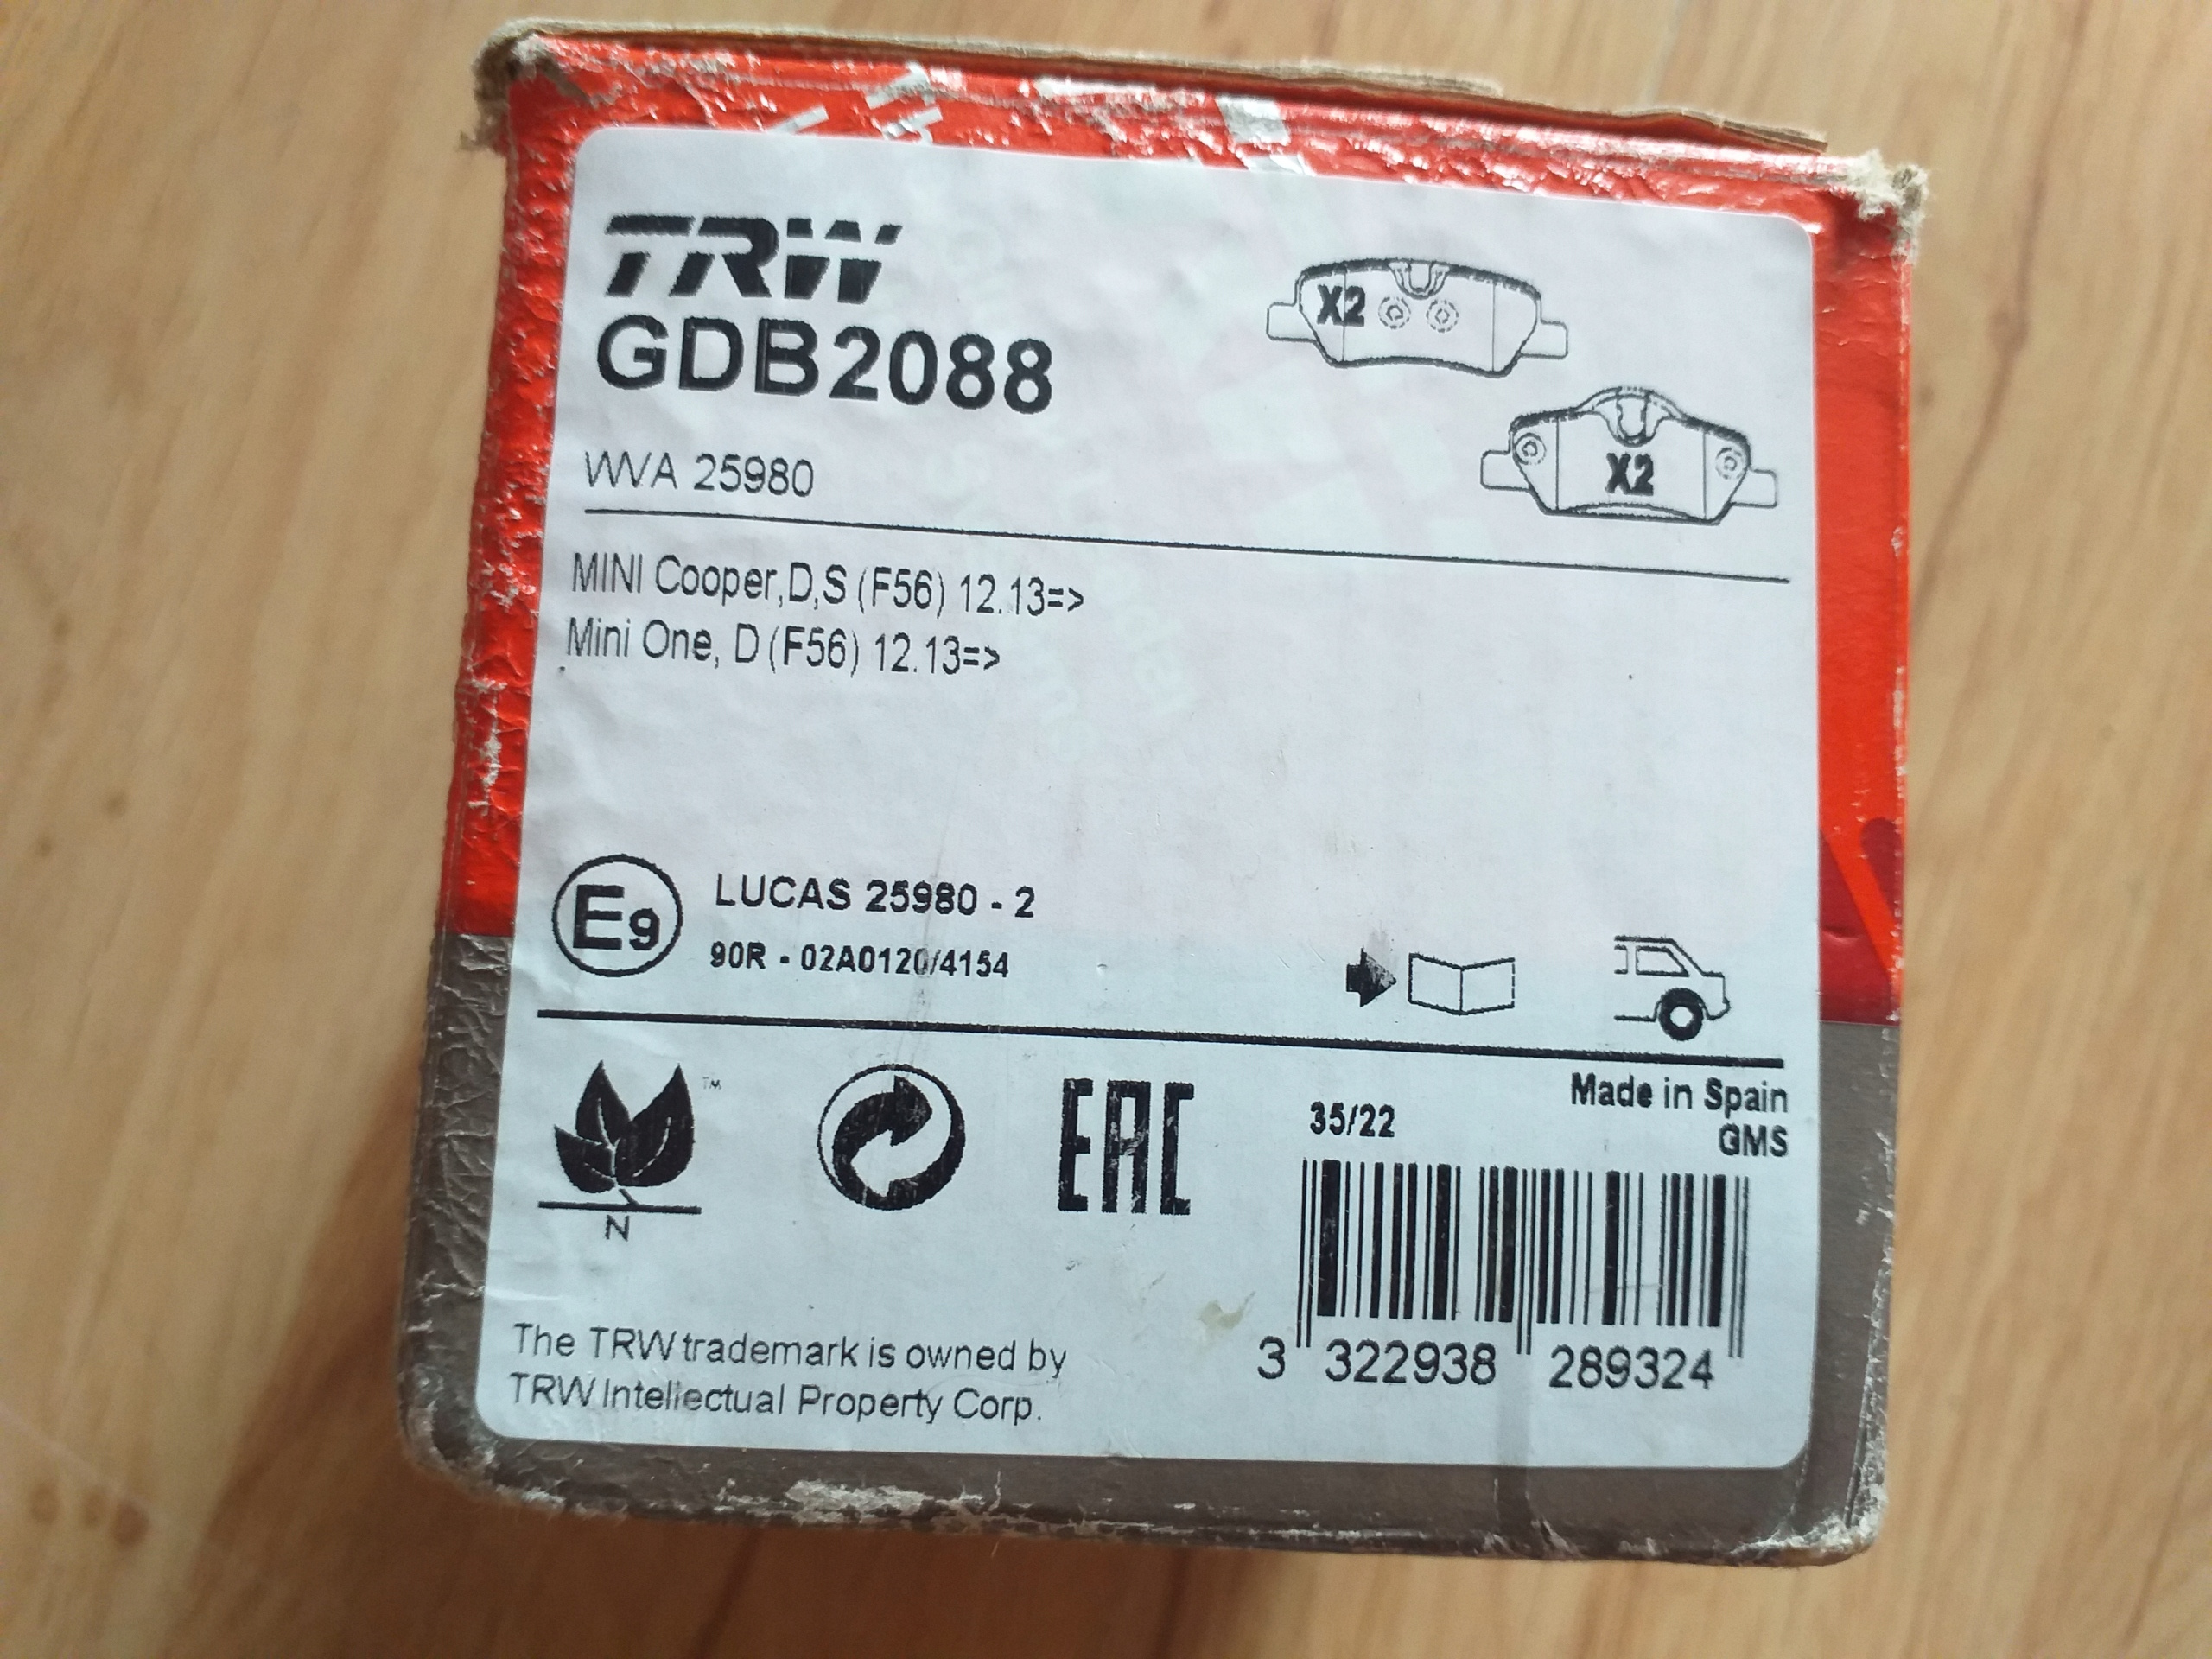 TRW
GDB2088
X2
X2
WVA 25980
MINI Cooper,D,S (F56) 12.13=>
Mini One, D (F56) 12.13=>
E9
LUCAS 25980 - 2
90R - 02A0120/4154
TM
N
EAC
35/22
Made in Spain
GMS
3 322938 289324
The TRW trademark is owned by
TRW Intellectual Property Corp.